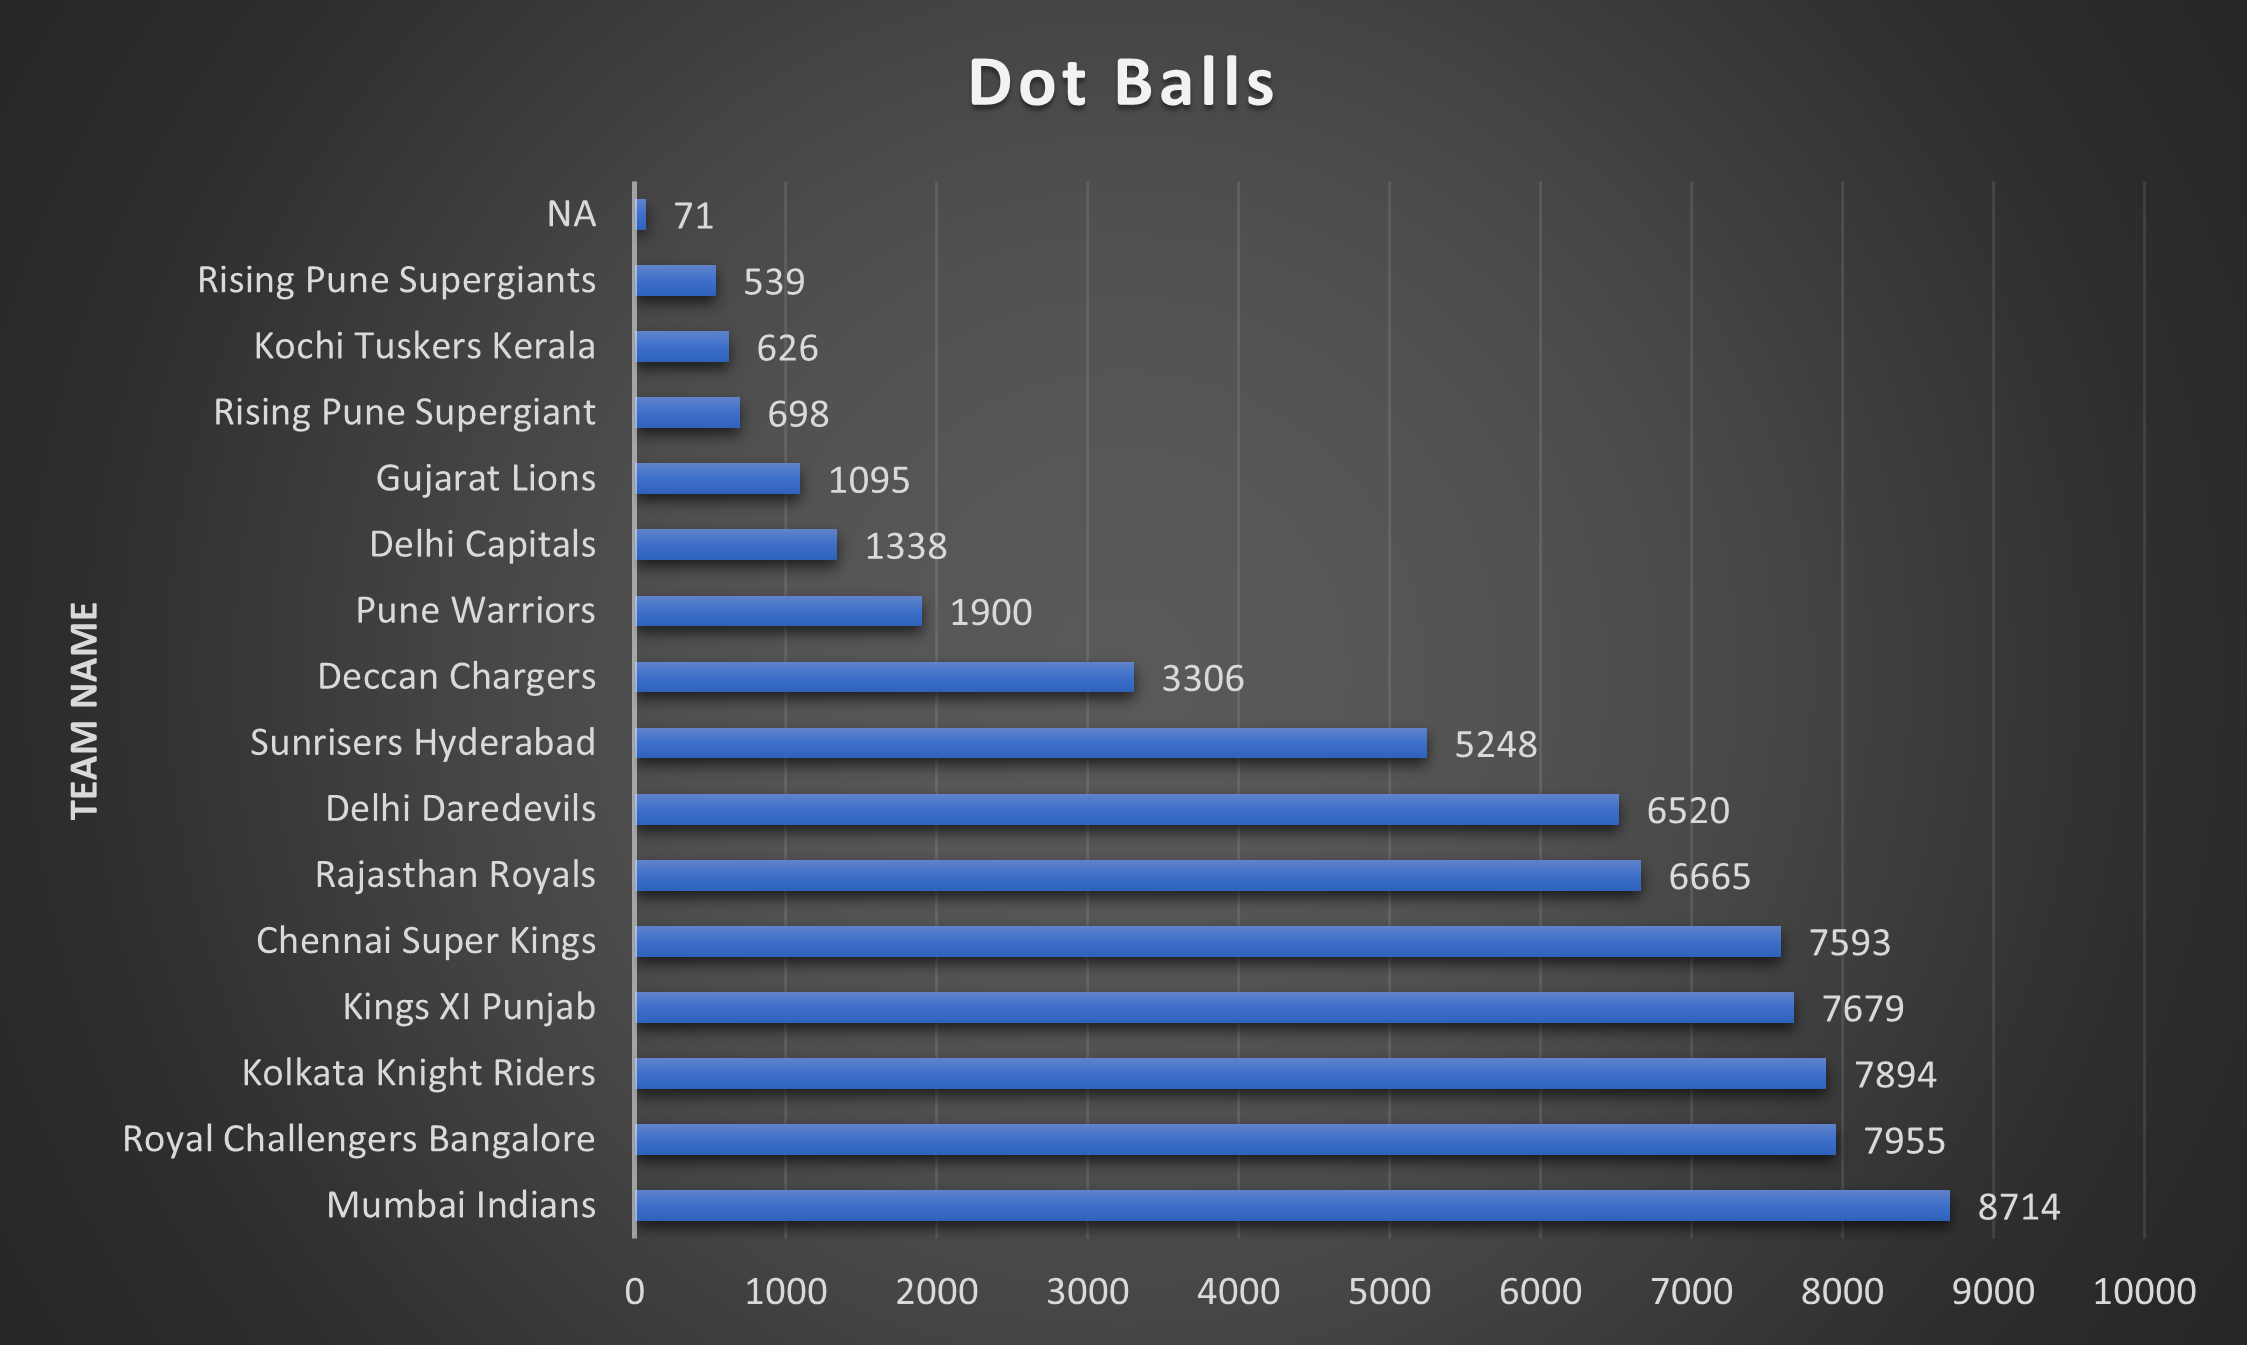 Dot Balls
TEAM NAME
NA 71
Rising Pune Supergiants 539
Kochi Tuskers Kerala 626
Rising Pune Supergiant 698
Gujarat Lions 1095
Delhi Capitals 1338
Pune Warriors 1900
Deccan Chargers 3306
Sunrisers Hyderabad 5248
Delhi Daredevils 6520
Rajasthan Royals 6665
Chennai Super Kings 7593
Kings XI Punjab 7679
Kolkata Knight Riders 7894
Royal Challengers Bangalore 7955
Mumbai Indians 8714
0 1000 2000 3000 4000 5000 6000 7000 8000 9000 10000